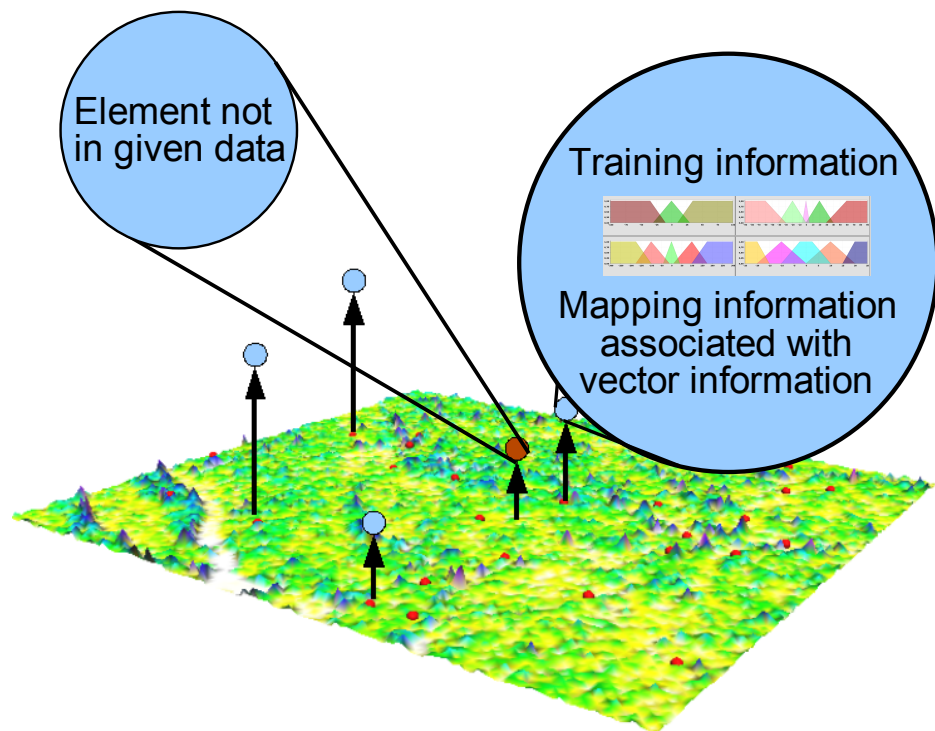 Element not
in given data
Training information
Mapping information
associated with
vector information